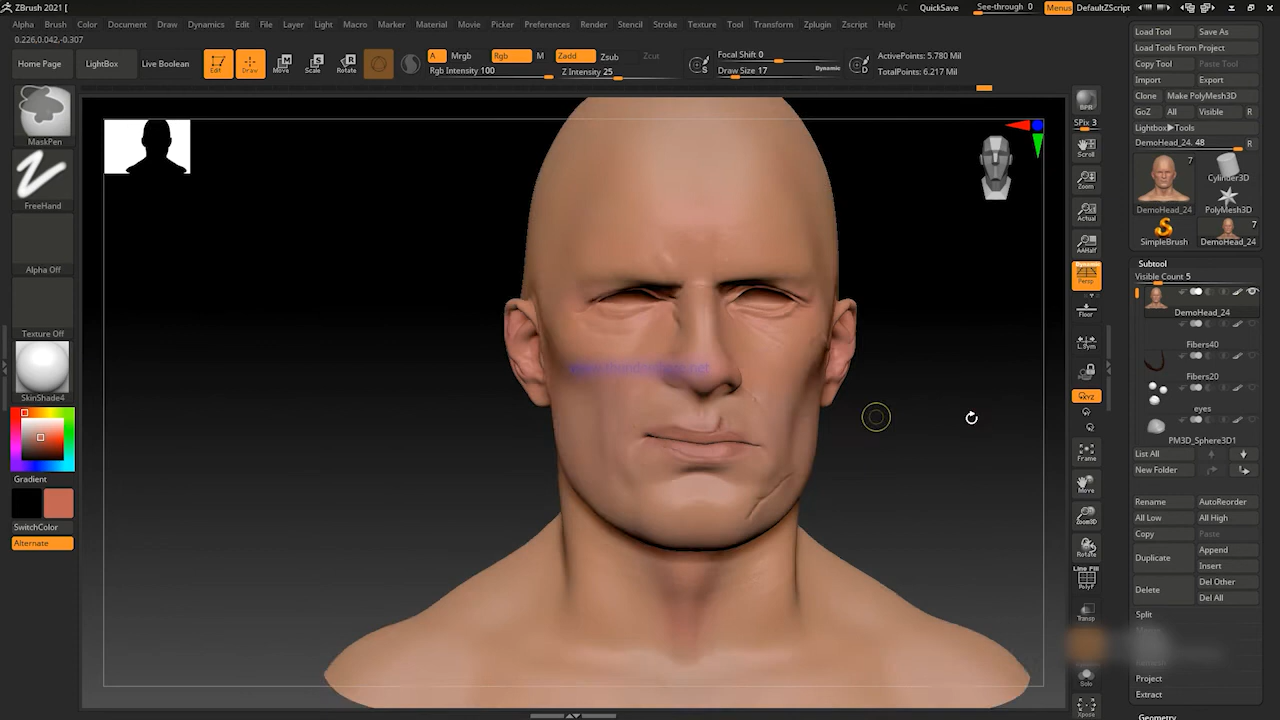 ZBrush 2021 [
AC QuickSave See-through 0 Menus DefaultZScript
Alpha Brush Color Document Draw Dynamics Edit File Layer Light Macro Marker Material Movie Picker Preferences Render Stencil Stroke Texture Tool Transform Zplugin Zscript Help
0.226,0.042,-0.307
Home Page LightBox Live Boolean Edit Draw Move Scale Rotate
A Mrgb Rgb M Zadd Zsub Zcut
Rgb Intensity 100 Z Intensity 25
Focal Shift 0
Draw Size 17 Dynamic
ActivePoints: 5.780 Mil
TotalPoints: 6.217 Mil
MaskPen
FreeHand
Alpha Off
Texture Off
SkinShade4
Gradient
SwitchColor
Alternate
BPR
SPix 3
Scroll
Zoom
Actual
AAHalf
Dynamic
Persp
Floor
L.Sym
XYZ
Frame
Move
Zoom3D
Rotate
Line Fill
PolyF
Transp
Solo
Xpose
Load Tool Save As
Load Tools From Project
Copy Tool Paste Tool
Import Export
Clone Make PolyMesh3D
GoZ All Visible R
Lightbox▶Tools
DemoHead_24. 48 R
7
Cylinder3D
DemoHead_24 PolyMesh3D
7
SimpleBrush DemoHead_24
Subtool
Visible Count 5
DemoHead_24
Fibers40
Fibers20
eyes
PM3D_Sphere3D1
List All
New Folder
Rename AutoReorder
All Low All High
Copy Paste
Duplicate Append
Insert
Delete Del Other
Del All
Split
Project
Extract
Geometry